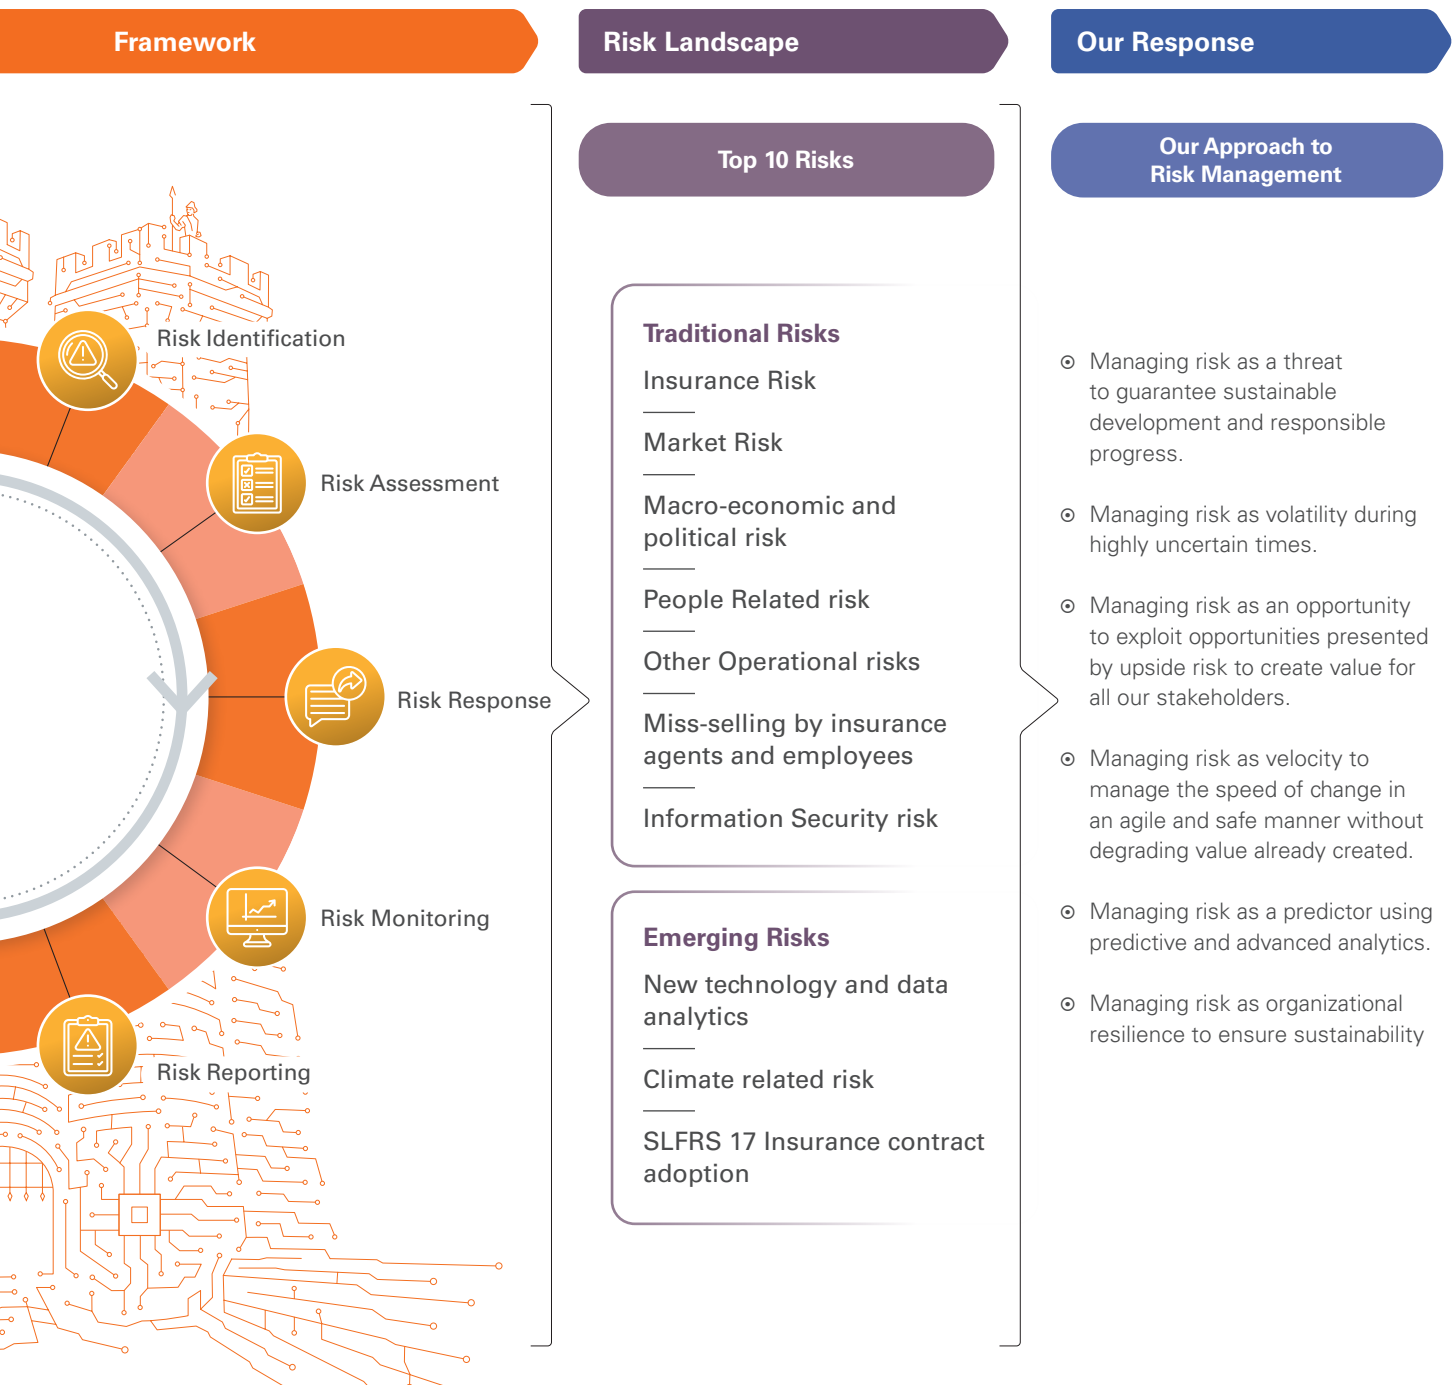 Framework
Risk Identification
Risk Assessment
Risk Response
Risk Monitoring
Risk Reporting
Risk Landscape
Top 10 Risks
Traditional Risks
Insurance Risk
Market Risk
Macro-economic and
political risk
People Related risk
Other Operational risks
Miss-selling by insurance
agents and employees
Information Security risk
Emerging Risks
New technology and data
analytics
Climate related risk
SLFRS 17 Insurance contract
adoption
Our Response
Our Approach to
Risk Management
Managing risk as a threat
to guarantee sustainable
development and responsible
progress.
Managing risk as volatility during
highly uncertain times.
Managing risk as an opportunity
to exploit opportunities presented
by upside risk to create value for
all our stakeholders.
Managing risk as velocity to
manage the speed of change in
an agile and safe manner without
degrading value already created.
Managing risk as a predictor using
predictive and advanced analytics.
Managing risk as organizational
resilience to ensure sustainability